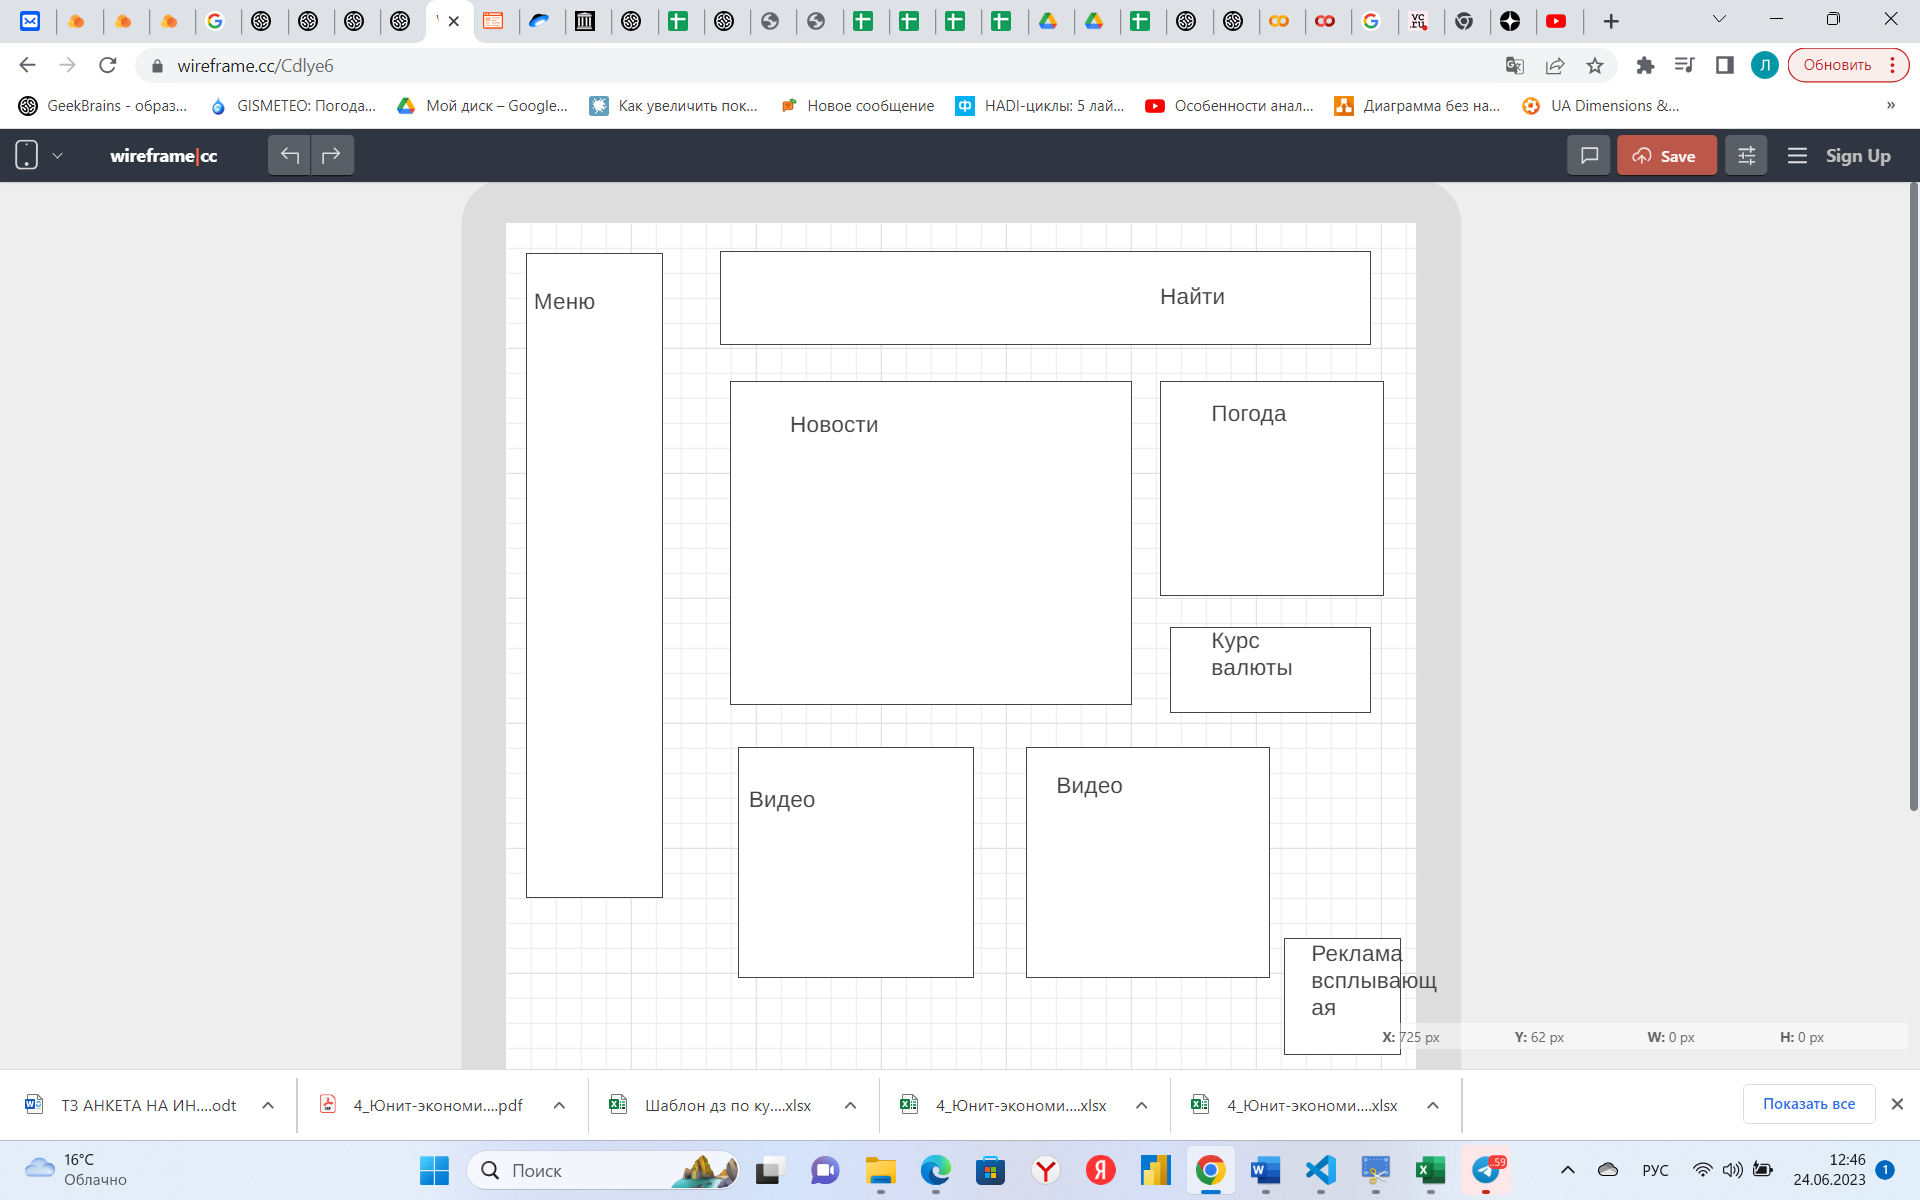 wireframe.cc/Cdlye6
Обновить
GeekBrains - образ...
GISMETEO: Погода...
Мой диск – Google...
Как увеличить пок...
Новое сообщение
HADI-циклы: 5 лай...
Особенности анал...
Диаграмма без на...
UA Dimensions &...
»
wireframe|cc
Save
Sign Up
Меню
Найти
Новости
Погода
Курс
валюты
Видео
Видео
Реклама
всплывающ
ая
X: 725 px
Y: 62 px
W: 0 px
H: 0 px
ТЗ АНКЕТА НА ИН....odt
4_Юнит-экономи....pdf
Шаблон дз по ку....xlsx
4_Юнит-экономи....xlsx
4_Юнит-экономи....xlsx
Показать все
16°C
Облачно
Поиск
РУС
12:46
24.06.2023
1